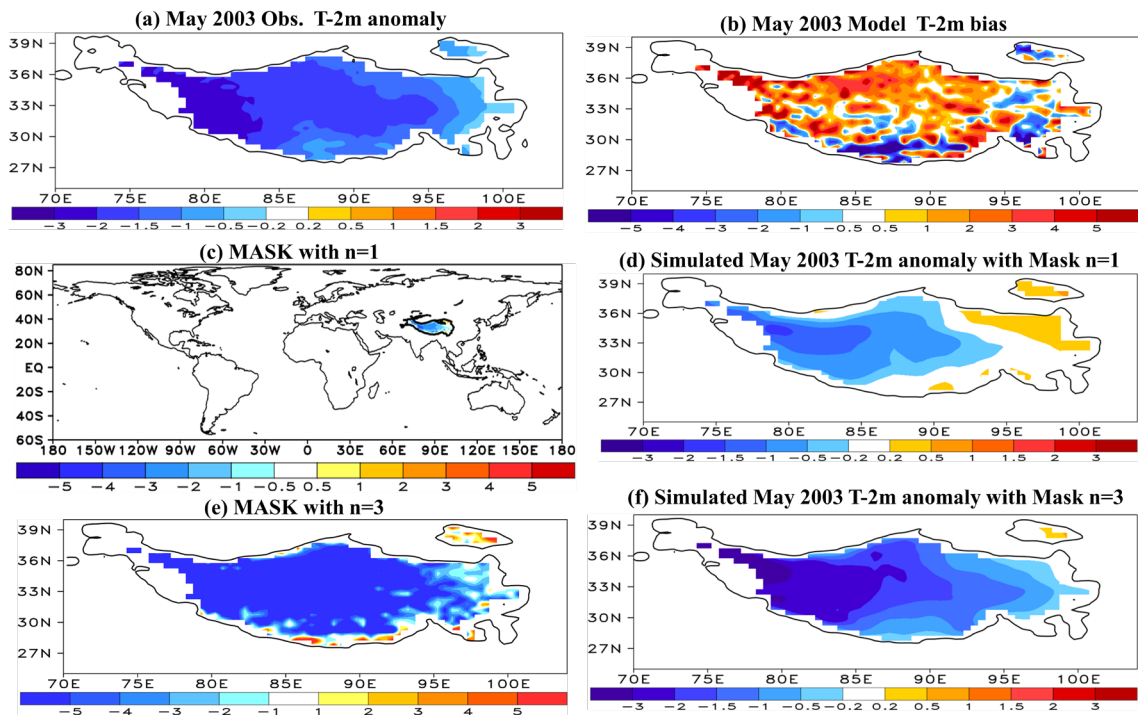 (a) May 2003 Obs. T-2m anomaly
39N
36N
33N
30N
27N
70E 75E 80E 85E 90E 95E 100E
−3 −2 −1.5 −1 −0.5 −0.2 0.2 0.5 1 1.5 2 3
(b) May 2003 Model T-2m bias
39N
36N
33N
30N
27N
70E 75E 80E 85E 90E 95E 100E
−5 −4 −3 −2 −1 −0.5 0.5 1 2 3 4 5
(c) MASK with n=1
80N
60N
40N
20N
EQ
20S
40S
60S
180 150W 120W 90W 60W 30W 0 30E 60E 90E 120E 150E 180
−5 −4 −3 −2 −1 −0.5 0.5 1 2 3 4 5
(d) Simulated May 2003 T-2m anomaly with Mask n=1
39N
36N
33N
30N
27N
70E 75E 80E 85E 90E 95E 100E
−3 −2 −1.5 −1 −0.5 −0.2 0.2 0.5 1 1.5 2 3
(e) MASK with n=3
39N
36N
33N
30N
27N
70E 75E 80E 85E 90E 95E 100E
−5 −4 −3 −2 −1 1 2 3 4 5
(f) Simulated May 2003 T-2m anomaly with Mask n=3
39N
36N
33N
30N
27N
70E 75E 80E 85E 90E 95E 100E
−3 −2 −1.5 −1 −0.5 −0.2 0.2 0.5 1 1.5 2 3